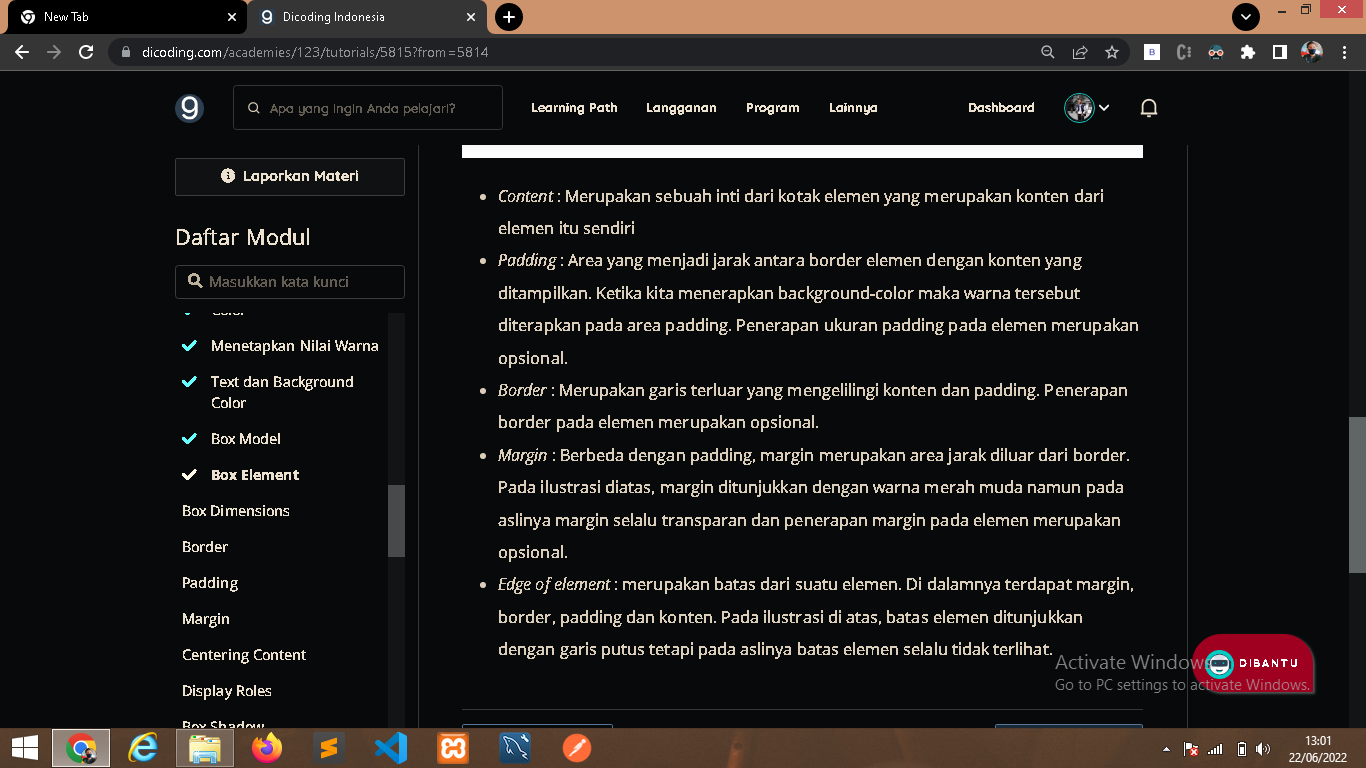 New Tab
Dicoding Indonesia
dicoding.com/academies/123/tutorials/5815?from=5814
Apa yang ingin Anda pelajari?
Learning Path
Langganan
Program
Lainnya
Dashboard
Laporkan Materi
Daftar Modul
Masukkan kata kunci
Color
Menetapkan Nilai Warna
Text dan Background
Color
Box Model
Box Element
Box Dimensions
Border
Padding
Margin
Centering Content
Display Roles
Box Shadow
Content : Merupakan sebuah inti dari kotak elemen yang merupakan konten dari
elemen itu sendiri
Padding : Area yang menjadi jarak antara border elemen dengan konten yang
ditampilkan. Ketika kita menerapkan background-color maka warna tersebut
diterapkan pada area padding. Penerapan ukuran padding pada elemen merupakan
opsional.
Border : Merupakan garis terluar yang mengelilingi konten dan padding. Penerapan
border pada elemen merupakan opsional.
Margin : Berbeda dengan padding, margin merupakan area jarak diluar dari border.
Pada ilustrasi diatas, margin ditunjukkan dengan warna merah muda namun pada
aslinya margin selalu transparan dan penerapan margin pada elemen merupakan
opsional.
Edge of element : merupakan batas dari suatu elemen. Di dalamnya terdapat margin,
border, padding dan konten. Pada ilustrasi di atas, batas elemen ditunjukkan
dengan garis putus tetapi pada aslinya batas elemen selalu tidak terlihat.
Activate Windows
Go to PC settings to activate Windows.
DIBANTU
13:01
22/06/2022